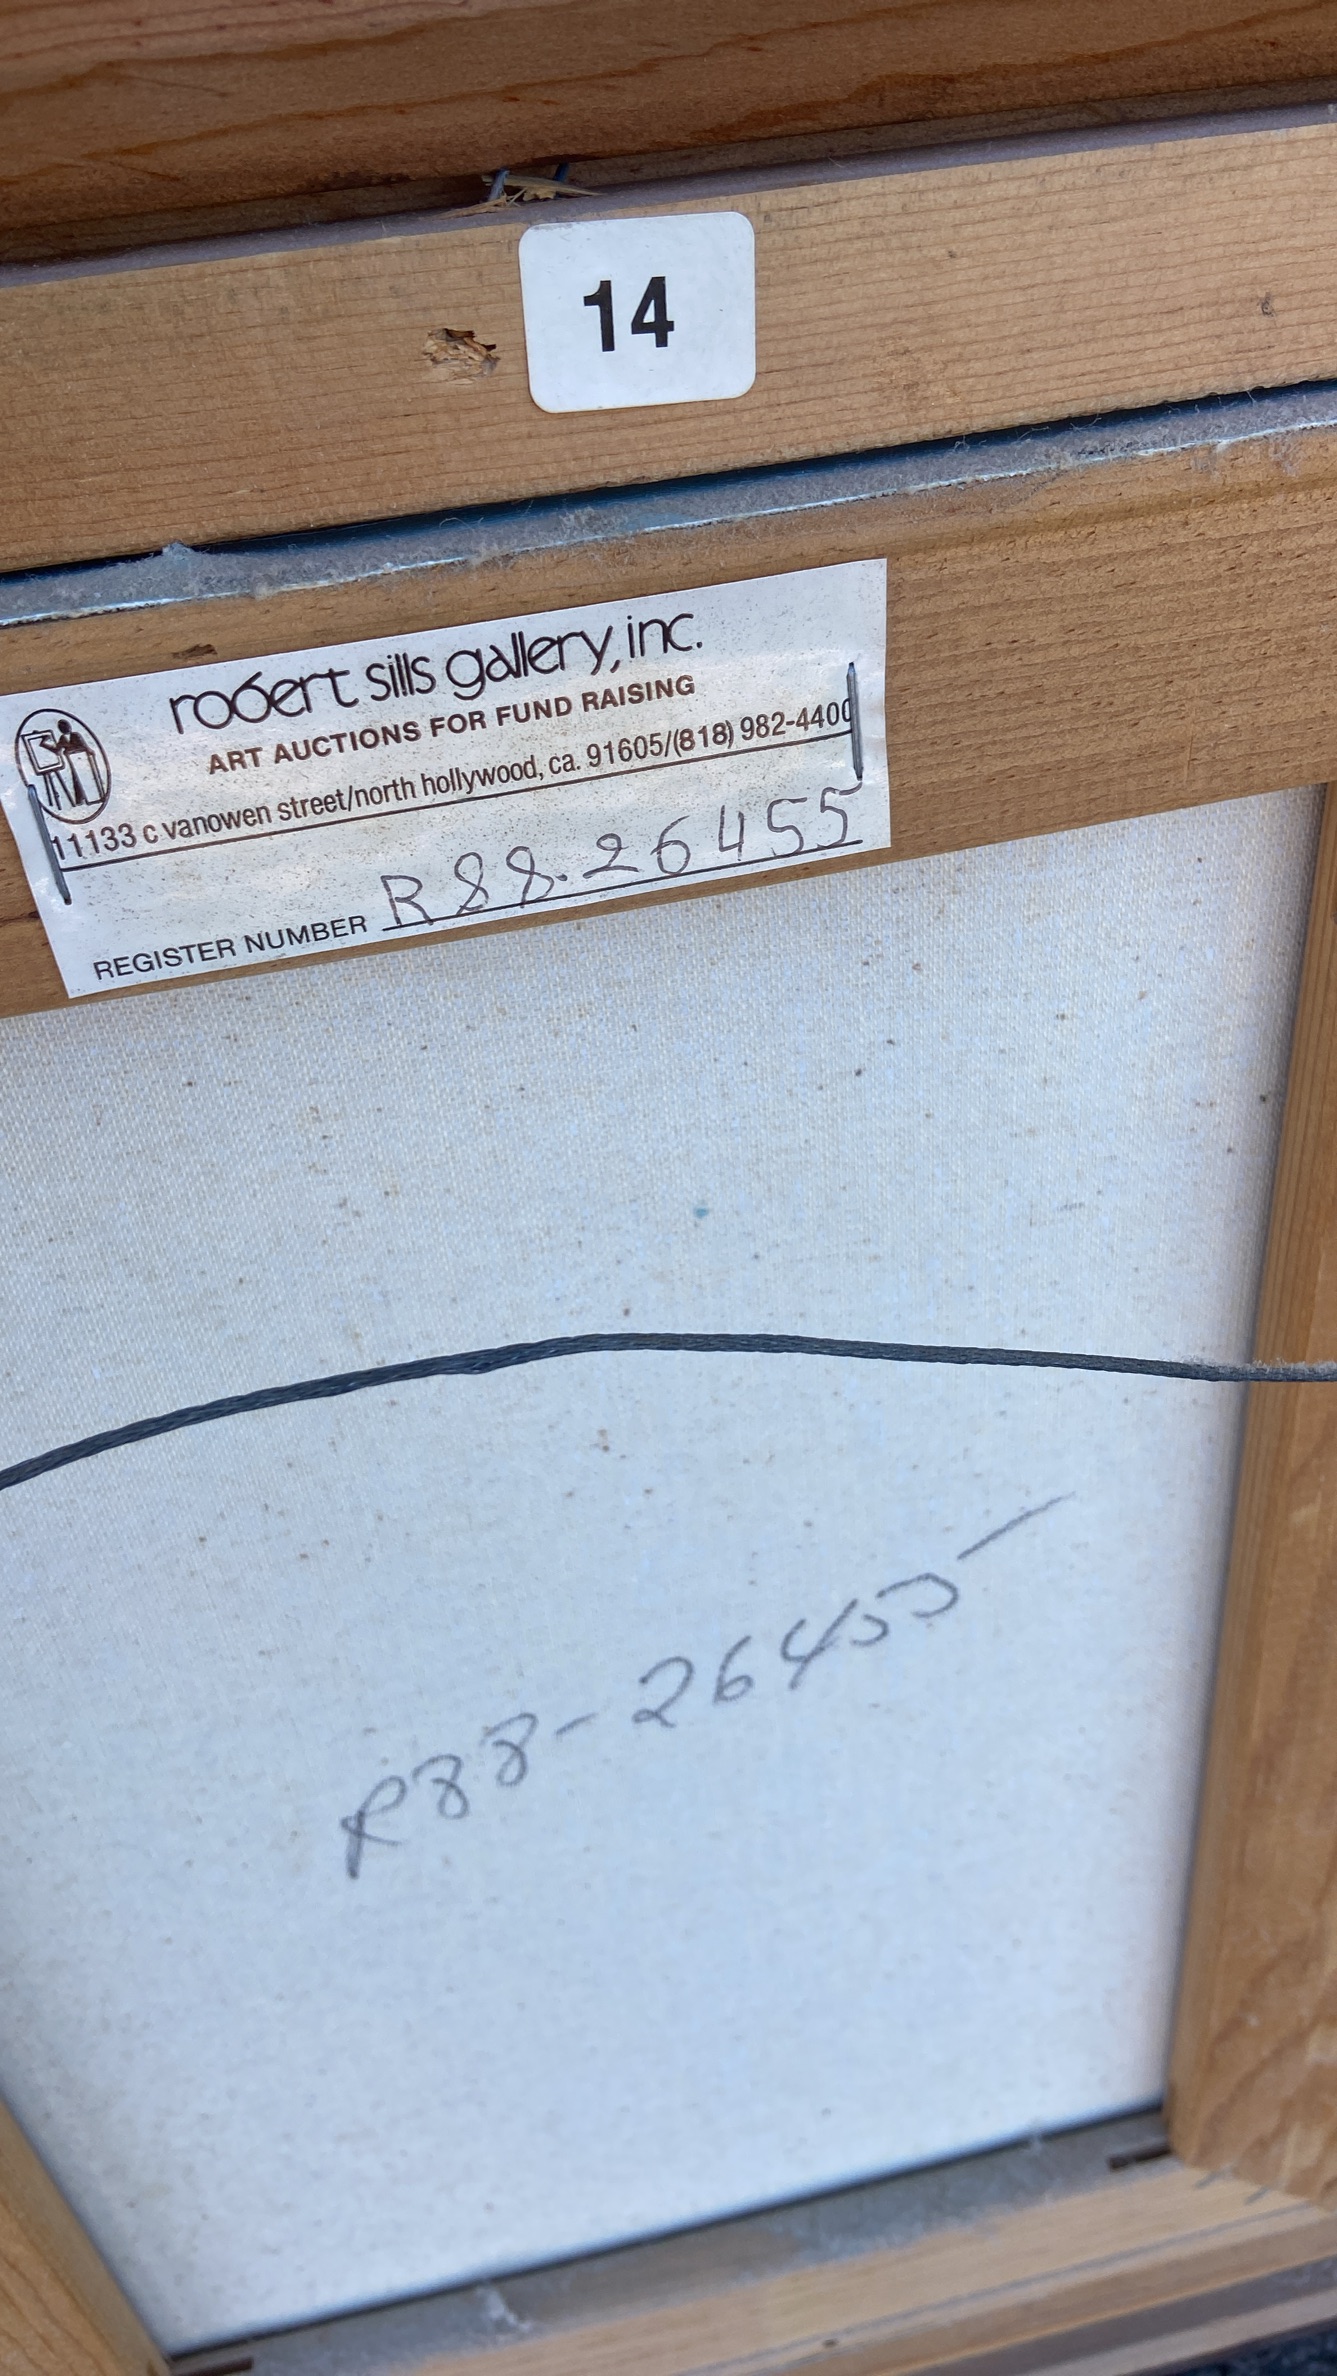 14
robert sills gallery, inc.
ART AUCTIONS FOR FUND RAISING
11133 c vanowen street/north hollywood, ca. 91605/(818) 982-4400
REGISTER NUMBER R88.26455
R88-26455